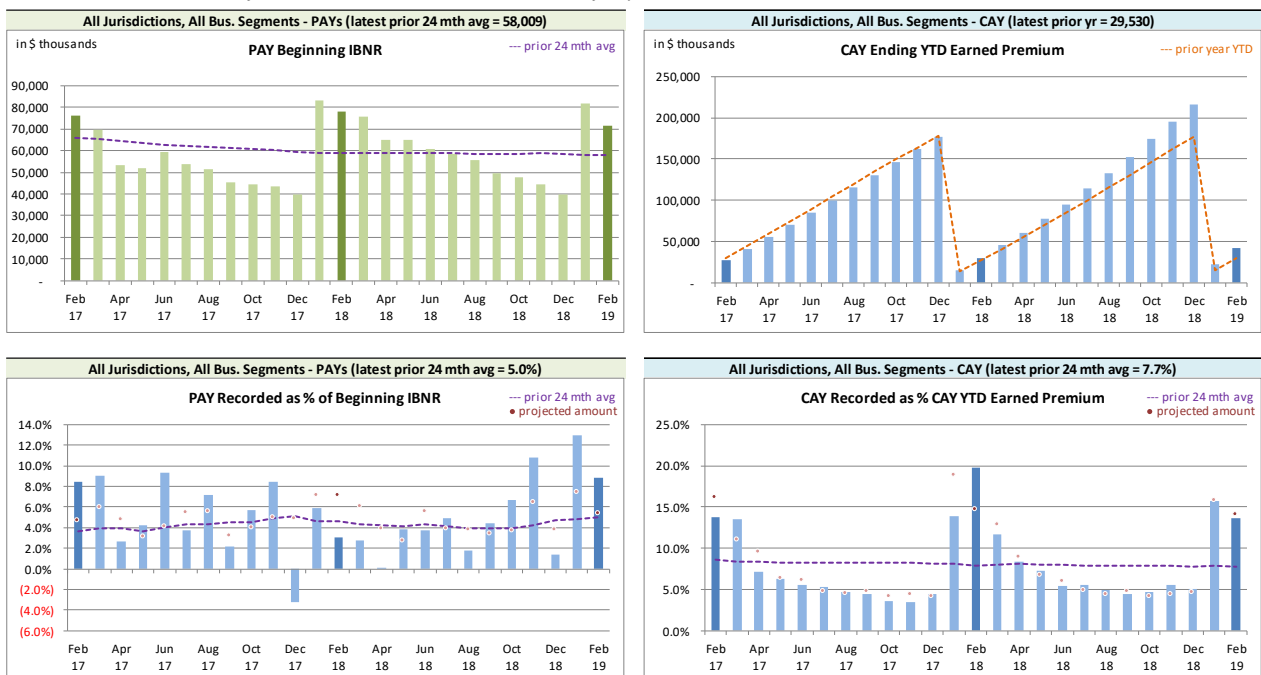 All Jurisdictions, All Bus. Segments - PAYs (latest prior 24 mth avg = 58,009)
in $ thousands
PAY Beginning IBNR
--- prior 24 mth avg
90,000
80,000
70,000
60,000
50,000
40,000
30,000
20,000
10,000
-
Feb Apr Jun Aug Oct Dec Feb Apr Jun Aug Oct Dec Feb
17 17 17 17 17 17 18 18 18 18 18 18 19
All Jurisdictions, All Bus. Segments - CAY (latest prior yr = 29,530)
in $ thousands
CAY Ending YTD Earned Premium
--- prior year YTD
250,000
200,000
150,000
100,000
50,000
-
Feb Apr Jun Aug Oct Dec Feb Apr Jun Aug Oct Dec Feb
17 17 17 17 17 17 18 18 18 18 18 18 19
All Jurisdictions, All Bus. Segments - PAYs (latest prior 24 mth avg = 5.0%)
PAY Recorded as % of Beginning IBNR
--- prior 24 mth avg
• projected amount
14.0%
12.0%
10.0%
8.0%
6.0%
4.0%
2.0%
0.0%
(2.0%)
(4.0%)
(6.0%)
Feb Apr Jun Aug Oct Dec Feb Apr Jun Aug Oct Dec Feb
17 17 17 17 17 17 18 18 18 18 18 18 19
All Jurisdictions, All Bus. Segments - CAY (latest prior 24 mth avg = 7.7%)
CAY Recorded as % CAY YTD Earned Premium
--- prior 24 mth avg
• projected amount
25.0%
20.0%
15.0%
10.0%
5.0%
0.0%
Feb Apr Jun Aug Oct Dec Feb Apr Jun Aug Oct Dec Feb
17 17 17 17 17 17 18 18 18 18 18 18 19